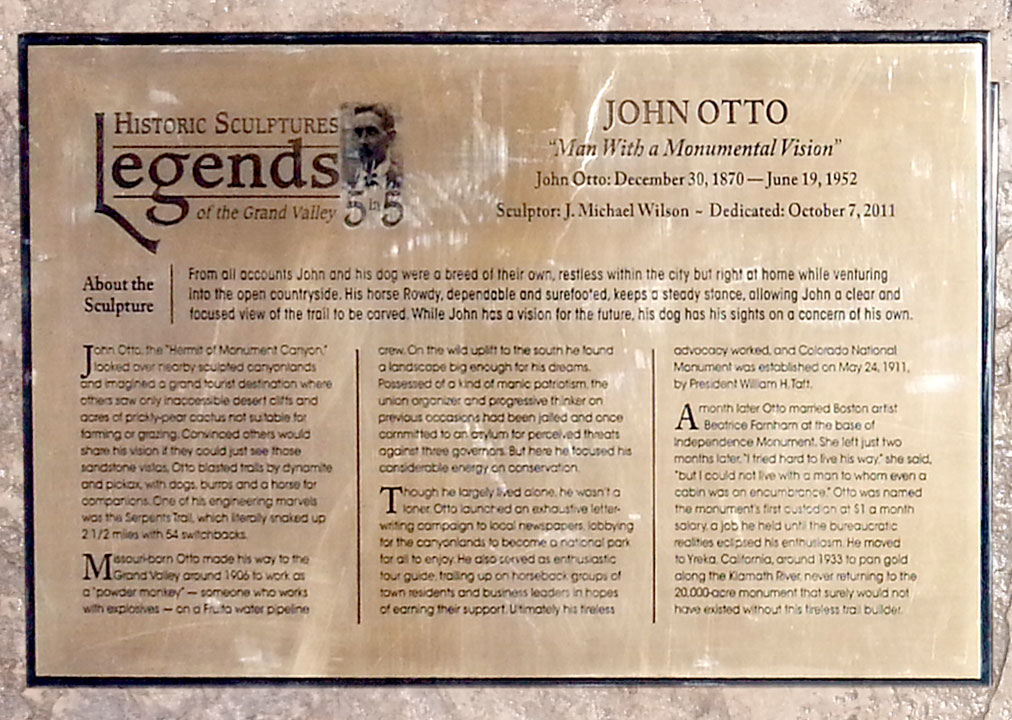 HISTORIC SCULPTURES
Legends
of the Grand Valley
5 in 5
JOHN OTTO
"Man With a Monumental Vision"
John Otto: December 30, 1870 — June 19, 1952
Sculptor: J. Michael Wilson ~ Dedicated: October 7, 2011
About the
Sculpture
From all accounts John and his dog were a breed of their own, restless within the city but right at home while venturing
into the open countryside. His horse Rowdy, dependable and surefooted, keeps a steady stance, allowing John a clear and
focused view of the trail to be carved. While John has a vision for the future, his dog has his sights on a concern of his own.
John Otto, the "Hermit of Monument Canyon,"
looked over nearby sculpted canyonlands
and imagined a grand tourist destination where
others saw only inaccessible desert cliffs and
acres of prickly-pear cactus not suitable for
farming or grazing. Convinced others would
share his vision if they could just see those
sandstone vistas, Otto blasted trails by dynamite
and pickax, with dogs, burros and a horse for
companions. One of his engineering marvels
was the Serpents Trail, which literally snaked up
2 1/2 miles with 54 switchbacks.
Missouri-born Otto made his way to the
Grand Valley around 1906 to work as
a "powder monkey" — someone who works
with explosives — on a Fruita water pipeline
crew. On the wild uplift to the south he found
a landscape big enough for his dreams.
Possessed of a kind of manic patriotism, the
union organizer and progressive thinker on
previous occasions had been jailed and once
committed to an asylum for perceived threats
against three governors. But here he focused his
considerable energy on conservation.
Though he largely lived alone, he wasn't a
loner. Otto launched an exhaustive letter-
writing campaign to local newspapers, lobbying
for the canyonlands to become a national park
for all to enjoy. He also served as enthusiastic
tour guide, trailing up on horseback groups of
town residents and business leaders in hopes
of earning their support. Ultimately his tireless
advocacy worked, and Colorado National
Monument was established on May 24, 1911,
by President William H. Taft.
A month later Otto married Boston artist
Beatrice Farnham at the base of
Independence Monument. She left just two
months later. "I tried hard to live his way," she said,
"but I could not live with a man to whom even a
cabin was an encumbrance." Otto was named
the monument's first custodian at $1 a month
salary, a job he held until the bureaucratic
realities eclipsed his enthusiasm. He moved
to Yreka, California, around 1933 to pan gold
along the Klamath River, never returning to the
20,000-acre monument that surely would not
have existed without this tireless trail builder.